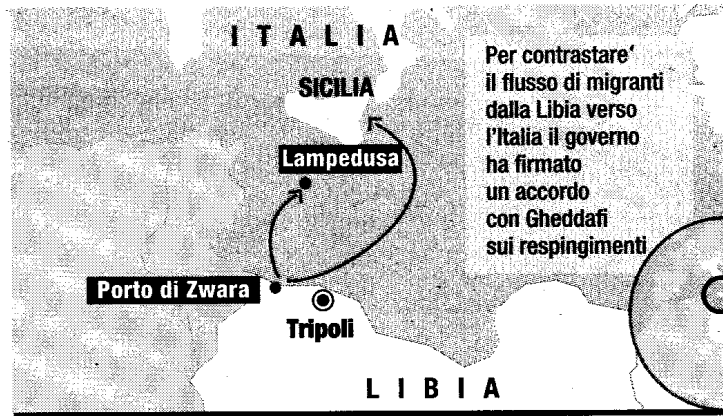 ITALIA
SICILIA
Lampedusa
Porto di Zwara
Tripoli
LIBIA
Per contrastare'
il flusso di migranti
dalla Libia verso
l'Italia il governo
ha firmato
un accordo
con Gheddafi
sui respingimenti